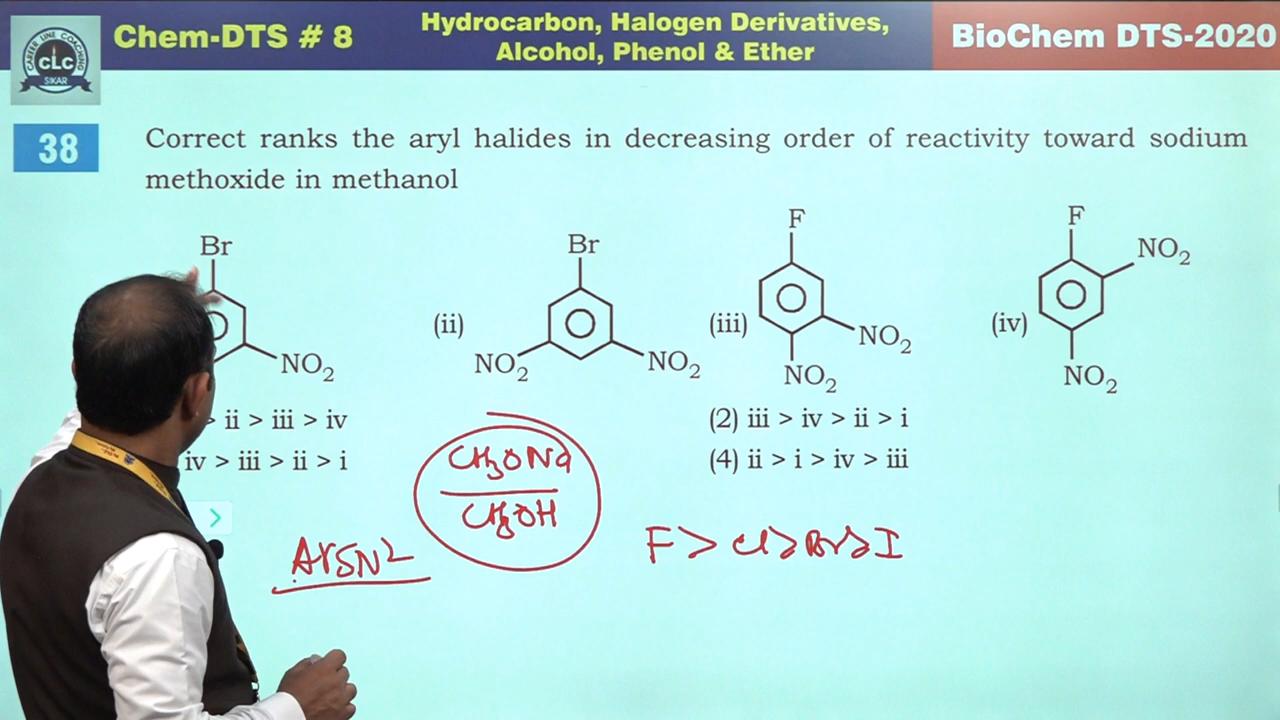 CAREER LINE COACHING
CLC
SIKAR
Chem-DTS # 8
Hydrocarbon, Halogen Derivatives,
Alcohol, Phenol & Ether
BioChem DTS-2020
38
Correct ranks the aryl halides in decreasing order of reactivity toward sodium
methoxide in methanol
Br
NO2
(ii)
Br
NO2
NO2
(iii)
F
NO2
NO2
(iv)
F
NO2
NO2
> ii > iii > iv
(2) iii > iv > ii > i
iv > iii > ii > i
(4) ii > i > iv > iii
CH3ONa
CH3OH
ArSN2
F > Cl > Br > I